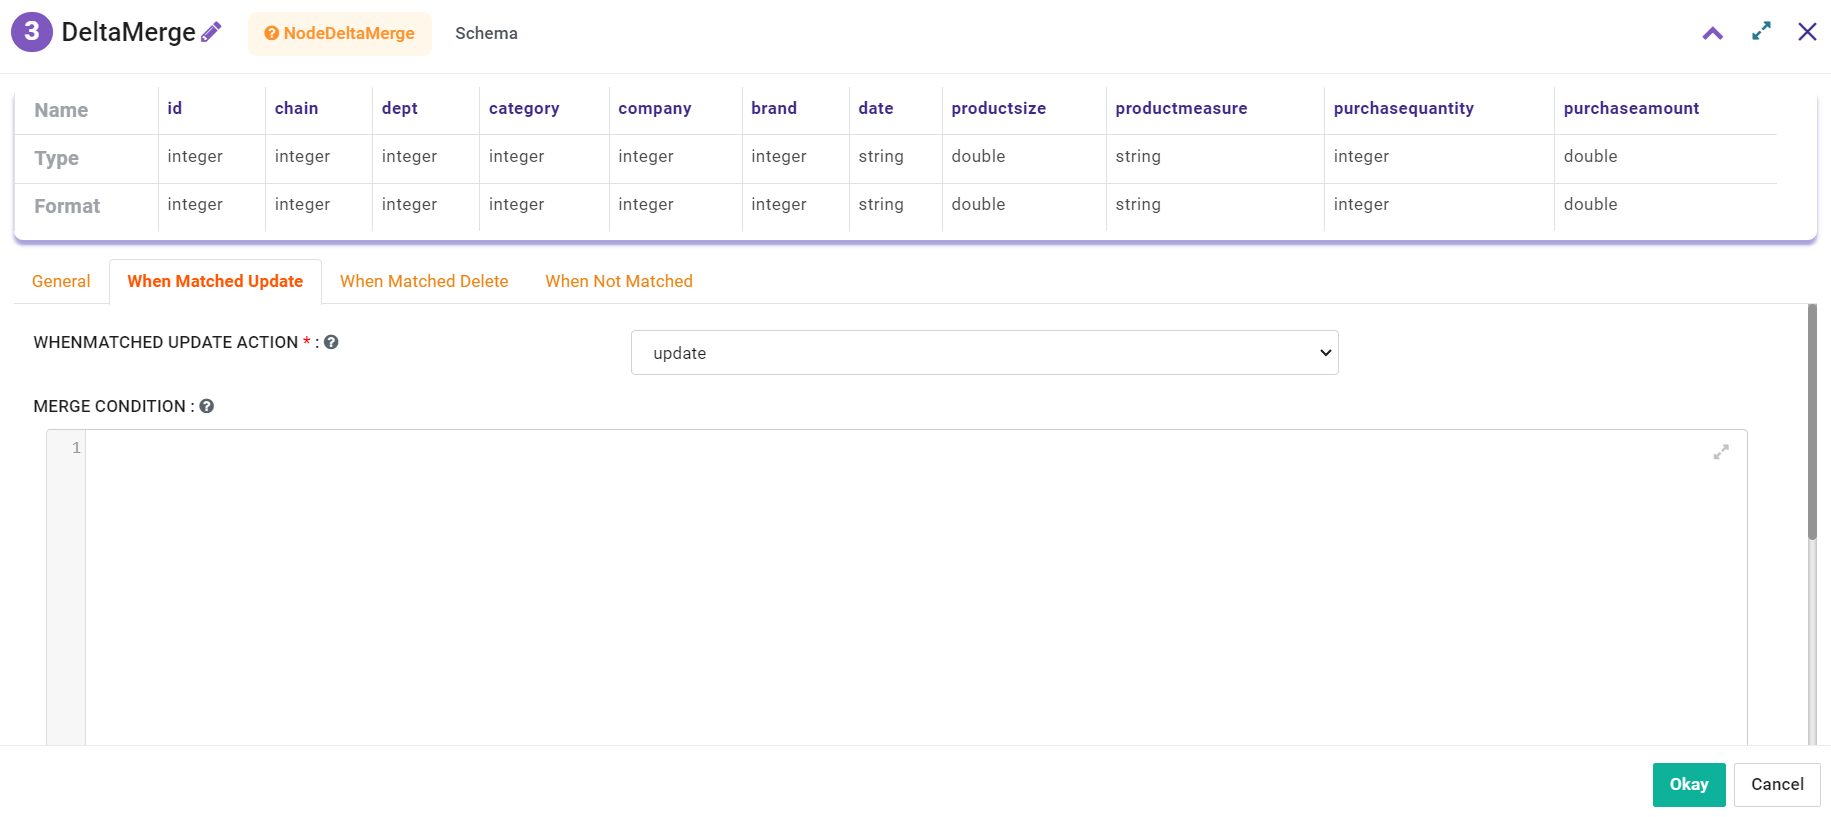 3 DeltaMerge NodeDeltaMerge Schema
Name id chain dept category company brand date productsize productmeasure purchasequantity purchaseamount
Type integer integer integer integer integer integer string double string integer double
Format integer integer integer integer integer integer string double string integer double
General When Matched Update When Matched Delete When Not Matched
WHENMATCHED UPDATE ACTION * : update
MERGE CONDITION :
1
Okay Cancel